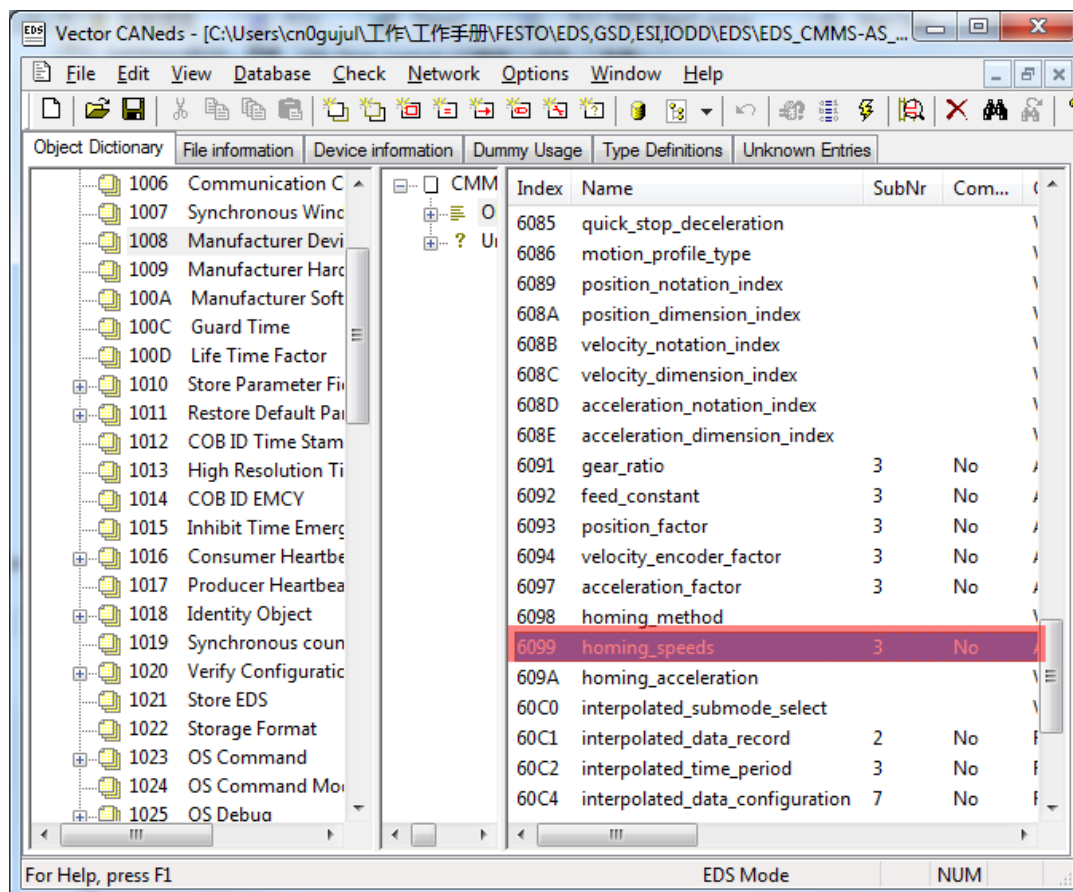 Vector CANeds - [C:\Users\cn0gujul\工作\工作手册\FESTO\EDS,GSD,ESI,IODD\EDS\EDS_CMMS-AS_...
File Edit View Database Check Network Options Window Help
Object Dictionary File information Device information Dummy Usage Type Definitions Unknown Entries
1006 Communication C
1007 Synchronous Winc
1008 Manufacturer Devi
1009 Manufacturer Harc
100A Manufacturer Soft
100C Guard Time
100D Life Time Factor
1010 Store Parameter Fi
1011 Restore Default Pa
1012 COB ID Time Stam
1013 High Resolution Ti
1014 COB ID EMCY
1015 Inhibit Time Emerg
1016 Consumer Heartbe
1017 Producer Heartbea
1018 Identity Object
1019 Synchronous coun
1020 Verify Configuratic
1021 Store EDS
1022 Storage Format
1023 OS Command
1024 OS Command Mo
1025 OS Debug
CMM
O
? Ui
Index Name SubNr Com...
6085 quick_stop_deceleration
6086 motion_profile_type
6089 position_notation_index
608A position_dimension_index
608B velocity_notation_index
608C velocity_dimension_index
608D acceleration_notation_index
608E acceleration_dimension_index
6091 gear_ratio 3 No
6092 feed_constant 3 No
6093 position_factor 3 No
6094 velocity_encoder_factor 3 No
6097 acceleration_factor 3 No
6098 homing_method
6099 homing_speeds 3 No
609A homing_acceleration
60C0 interpolated_submode_select
60C1 interpolated_data_record 2 No
60C2 interpolated_time_period 3 No
60C4 interpolated_data_configuration 7 No
For Help, press F1 EDS Mode NUM